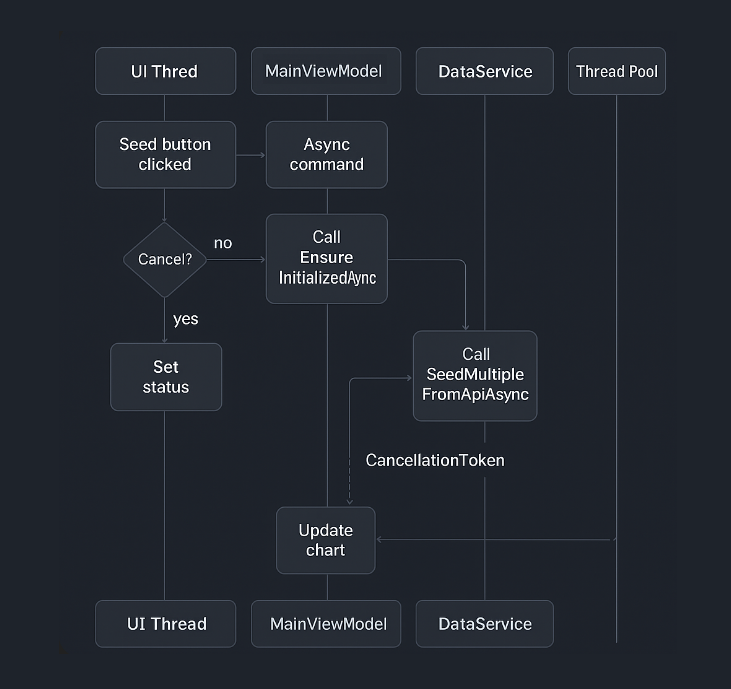 UI Thred
MainViewModel
DataService
Thread Pool
Seed button
clicked
Async
command
Cancel?
no
Call
Ensure
InitializedAync
yes
Set
status
Call
SeedMultiple
FromApiAsync
CancellationToken
Update
chart
UI Thread
MainViewModel
DataService